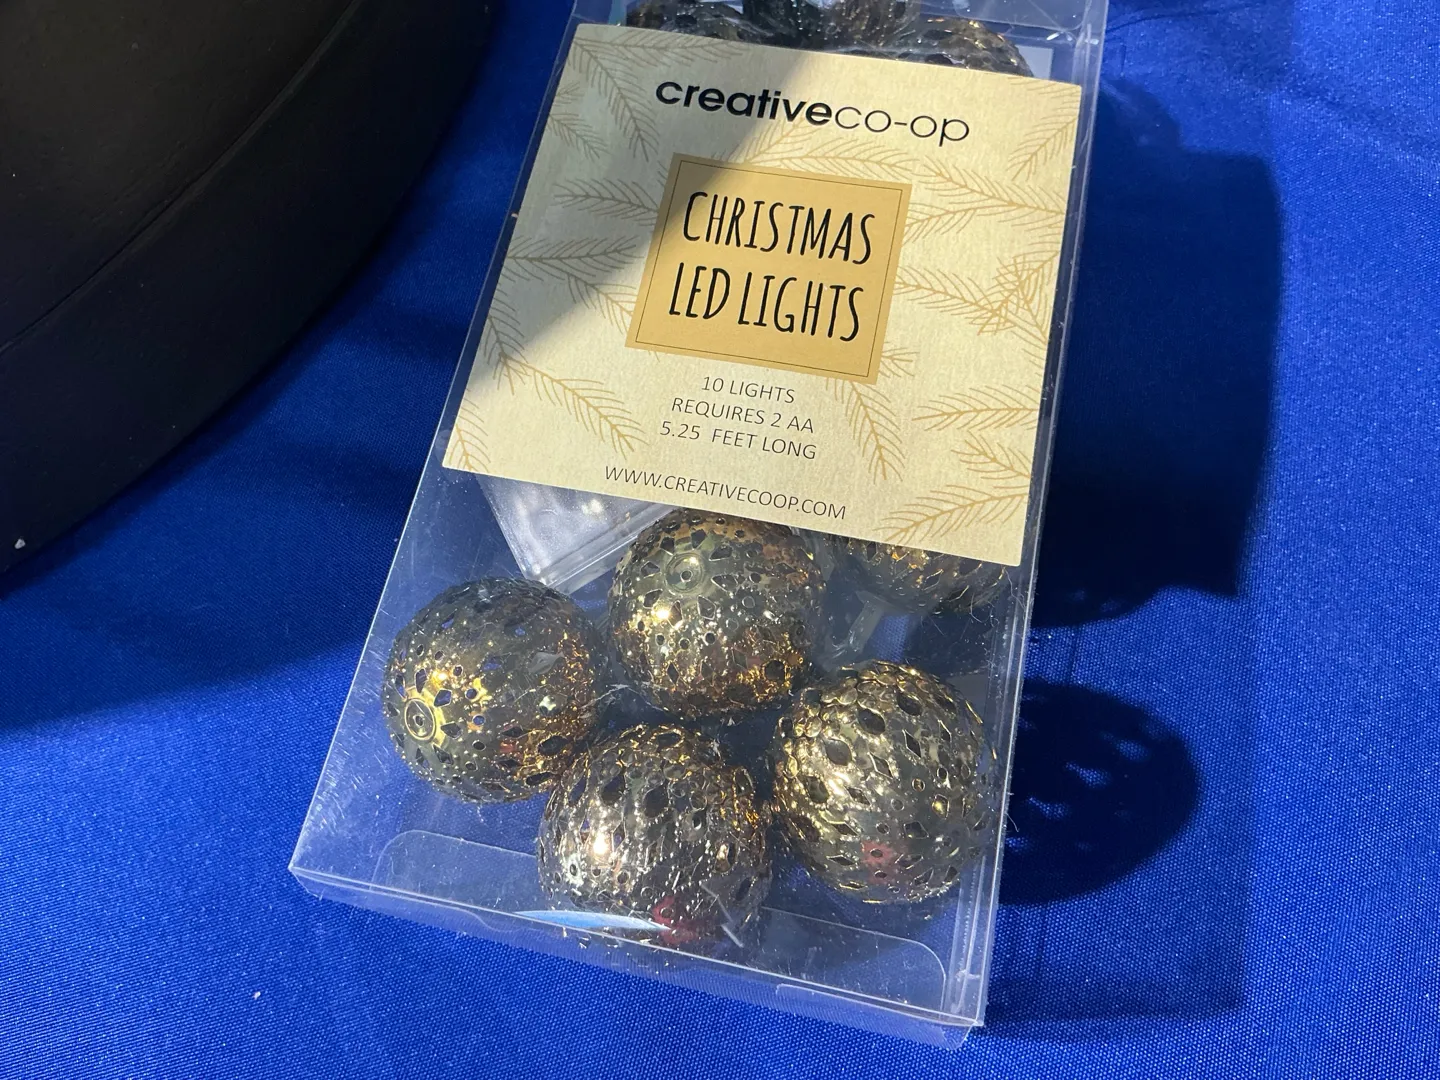 creativeco-op
CHRISTMAS
LED LIGHTS
10 LIGHTS
REQUIRES 2 AA
5.25 FEET LONG
WWW.CREATIVECOOP.COM